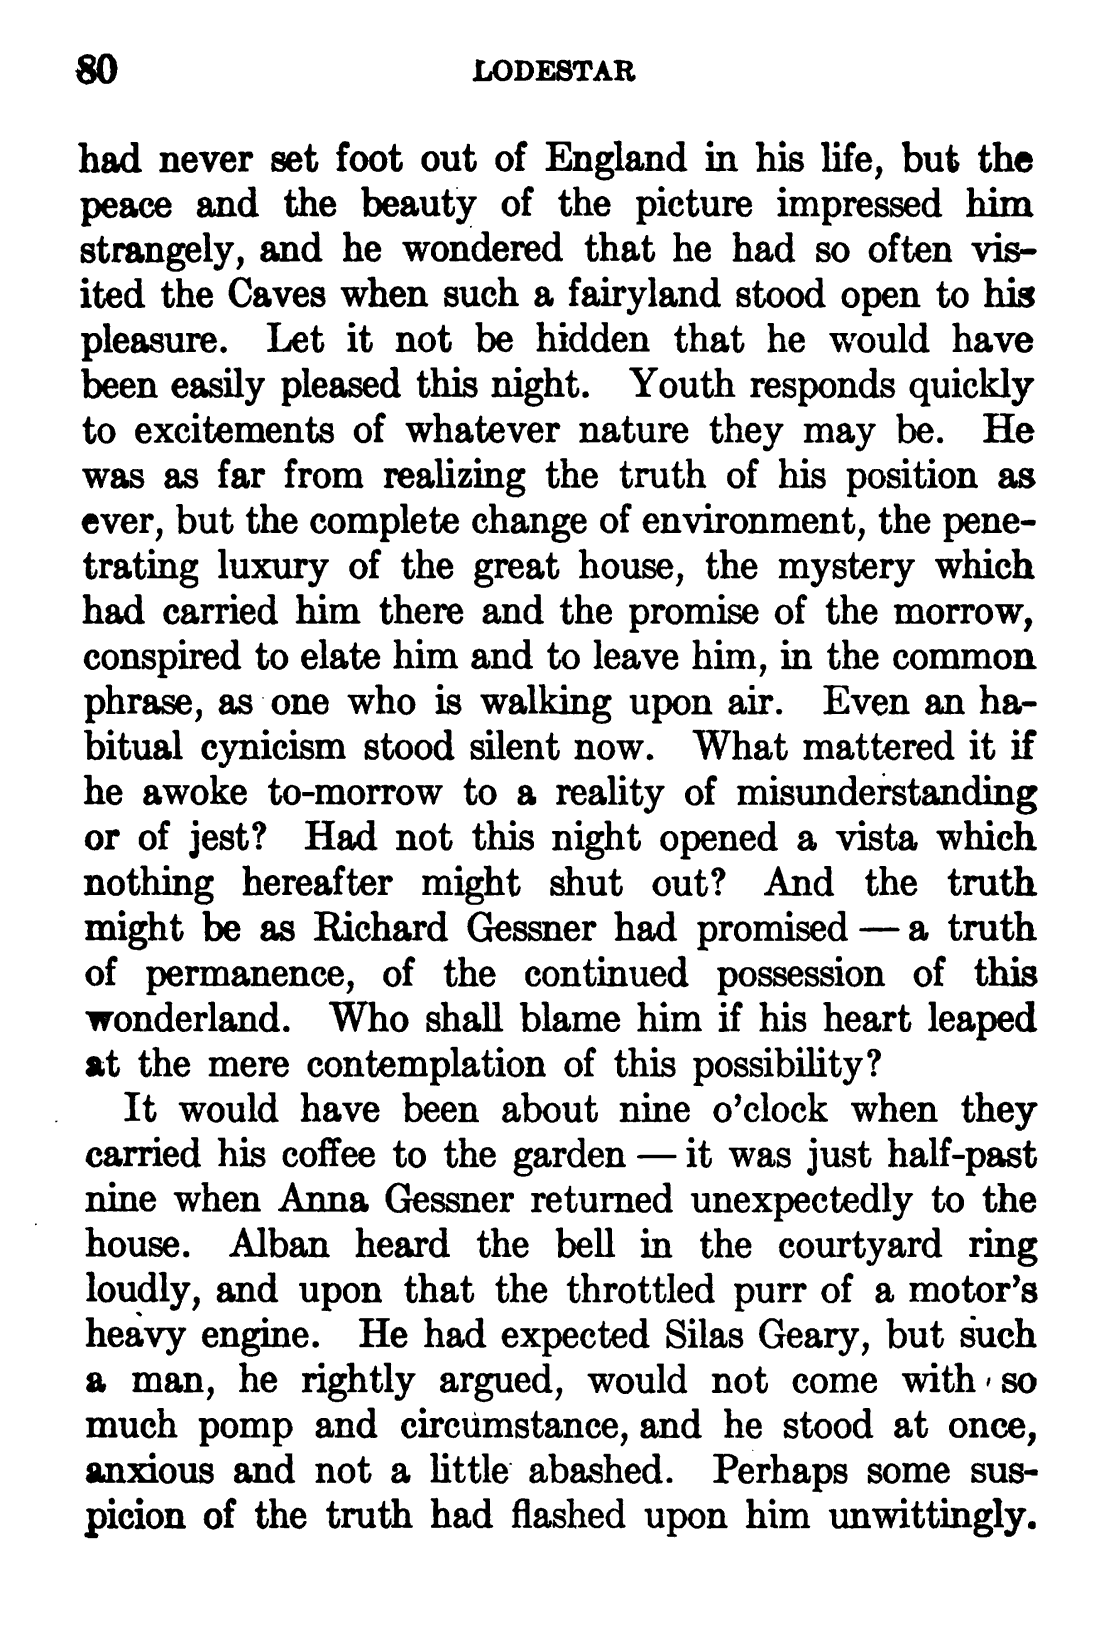 80
LODESTAR
had never set foot out of England in his life, but the
peace and the beauty of the picture impressed him
strangely, and he wondered that he had so often vis-
ited the Caves when such a fairyland stood open to his
pleasure. Let it not be hidden that he would have
been easily pleased this night. Youth responds quickly
to excitements of whatever nature they may be. He
was as far from realizing the truth of his position as
ever, but the complete change of environment, the pene-
trating luxury of the great house, the mystery which
had carried him there and the promise of the morrow,
conspired to elate him and to leave him, in the common
phrase, as one who is walking upon air. Even an ha-
bitual cynicism stood silent now. What mattered it if
he awoke to-morrow to a reality of misunderstanding
or of jest? Had not this night opened a vista which
nothing hereafter might shut out? And the truth
might be as Richard Gessner had promised — a truth
of permanence, of the continued possession of this
wonderland. Who shall blame him if his heart leaped
at the mere contemplation of this possibility?
It would have been about nine o'clock when they
carried his coffee to the garden — it was just half-past
nine when Anna Gessner returned unexpectedly to the
house. Alban heard the bell in the courtyard ring
loudly, and upon that the throttled purr of a motor's
heavy engine. He had expected Silas Geary, but such
a man, he rightly argued, would not come with so
much pomp and circumstance, and he stood at once,
anxious and not a little abashed. Perhaps some sus-
picion of the truth had flashed upon him unwittingly.